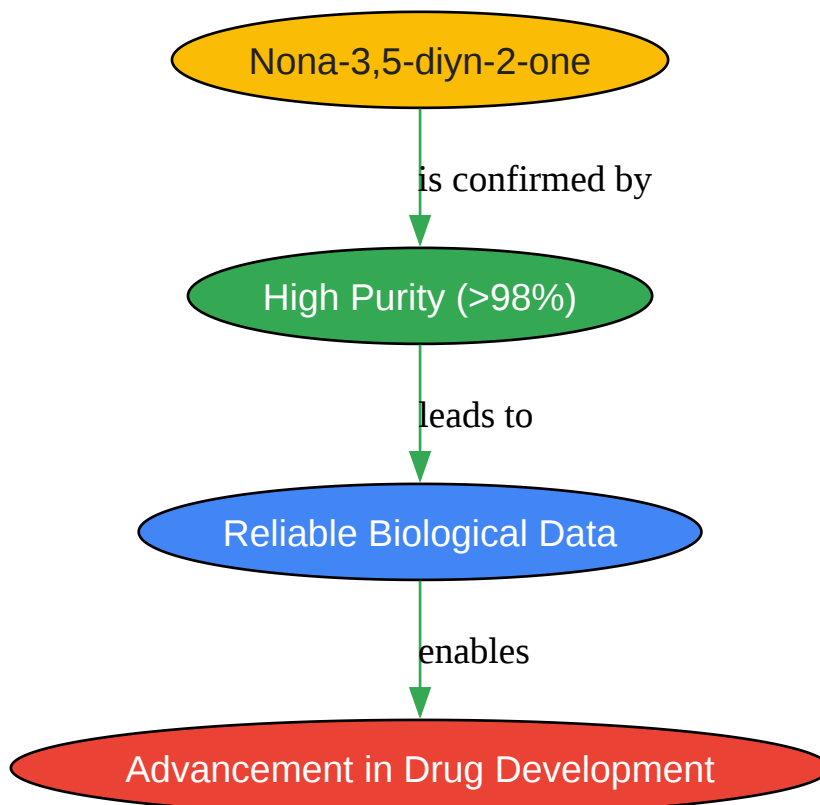 Nona-3,5-diyn-2-one
is confirmed by
High Purity (>98%)
leads to
Reliable Biological Data
enables
Advancement in Drug Development